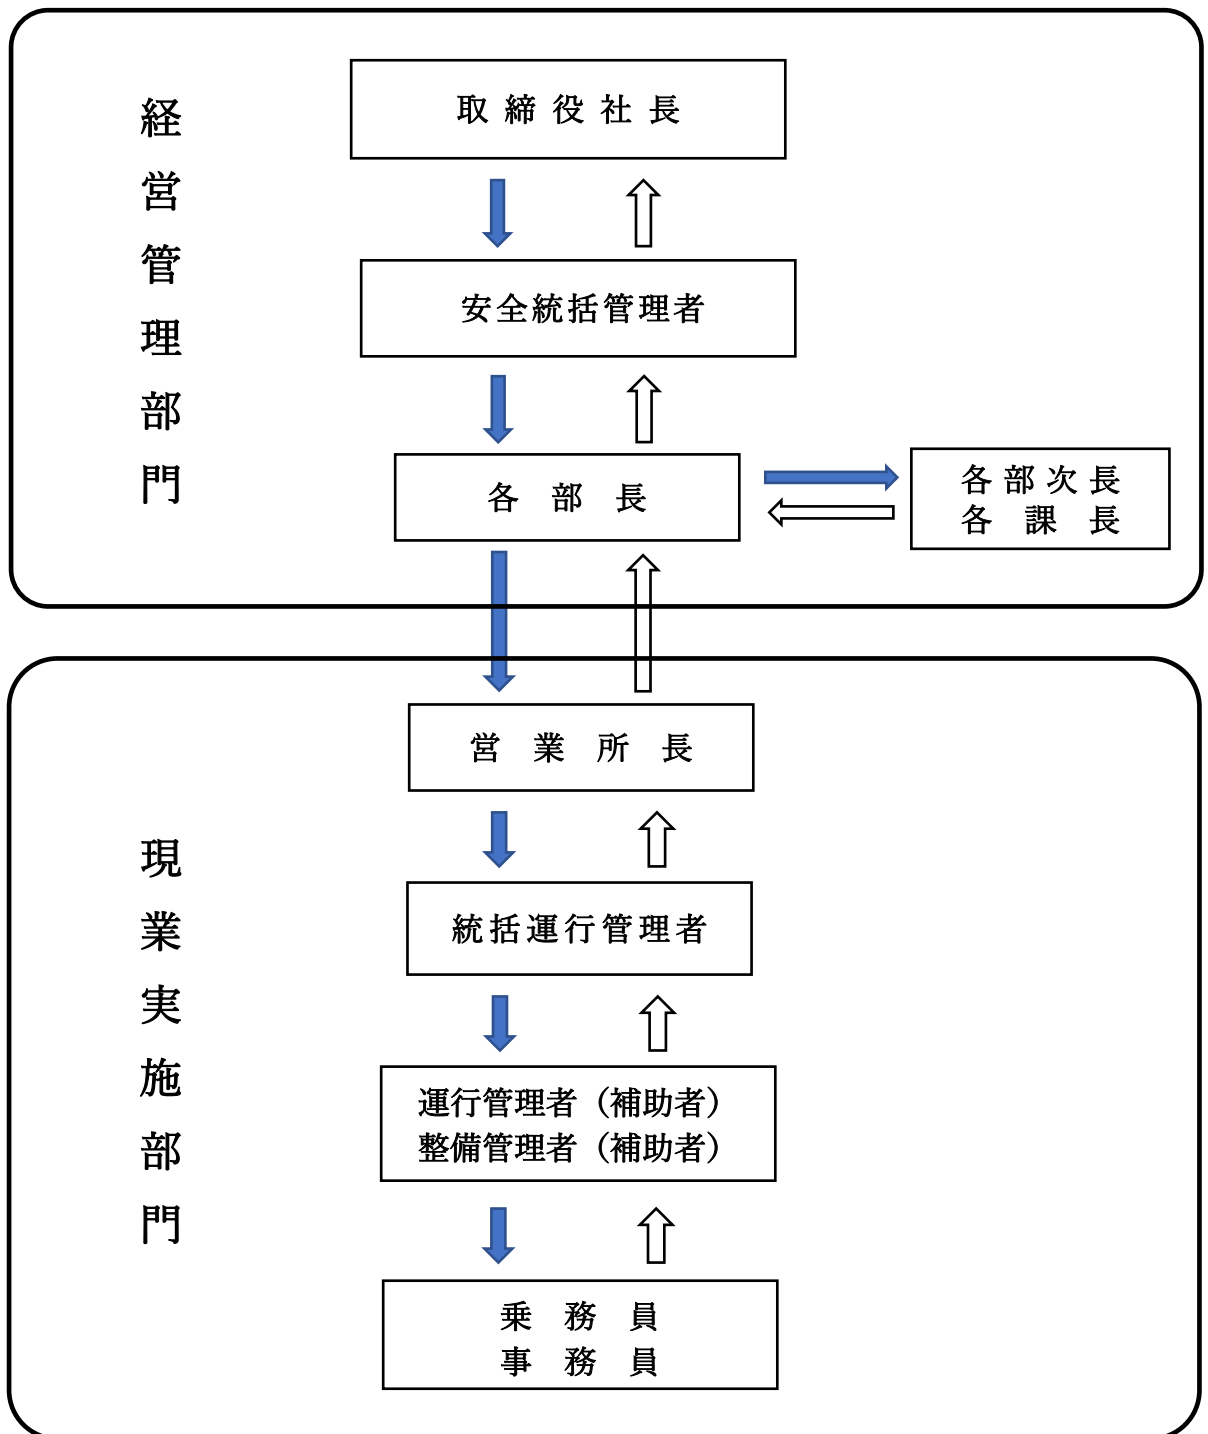 経営管理部門
取締役社長
安全統括管理者
各部長
各部次長
各課長
現業実施部門
営業所長
統括運行管理者
運行管理者（補助者）
整備管理者（補助者）
乗務員
事務員